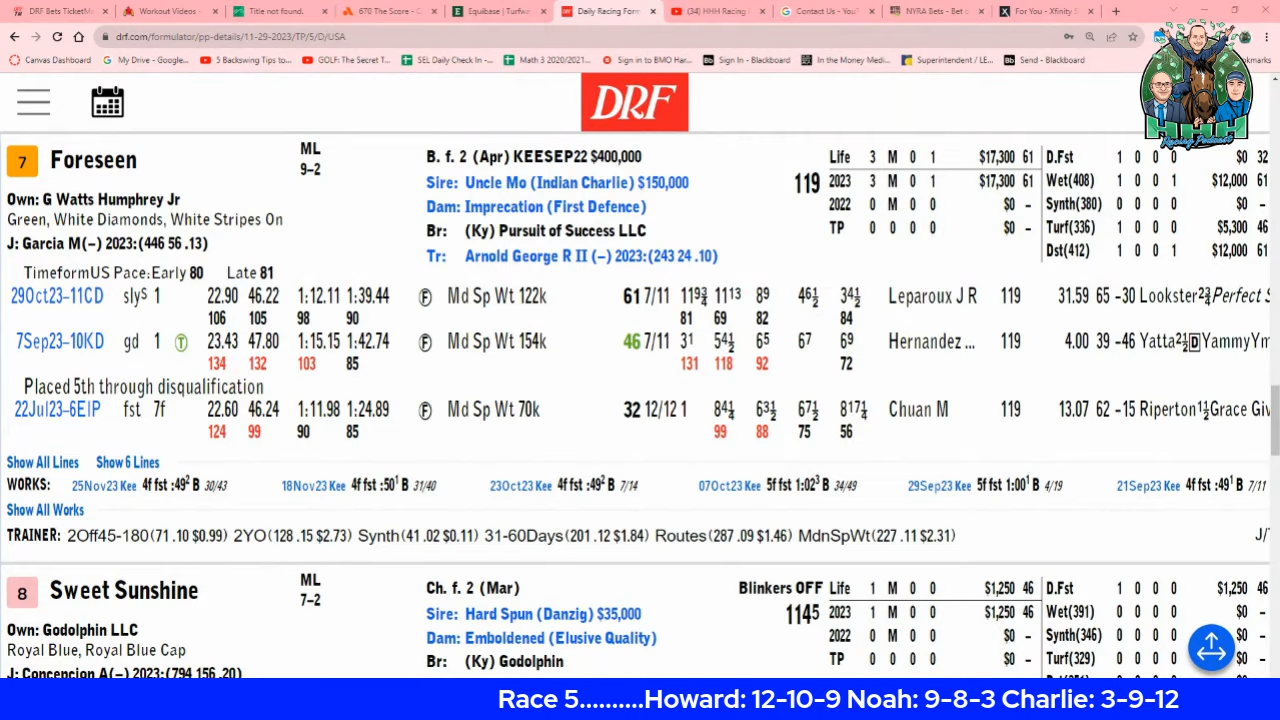 DRF Bets TicketM
Workout Videos -
Title not found.
670 The Score - C
Equibase | Turfwa
Daily Racing Form
(34) HHH Racing
Contact Us - YouT
NYRA Bets - Bet o
For You - Xfinity S
drf.com/formulator/pp-details/11-29-2023/TP/5/D/USA
Canvas Dashboard
My Drive - Google...
5 Backswing Tips to...
GOLF: The Secret T...
SEL Daily Check In -...
Math 3 2020/2021...
Sign in to BMO Har...
Sign In - Blackboard
In the Money Medi...
Superintendent / LE...
Send - Blackboard
DRF
HHH
Racing Podcast
7 Foreseen
ML
9-2
Own: G Watts Humphrey Jr
Green, White Diamonds, White Stripes On
J: Garcia M(-) 2023:(446 56 .13)
B. f. 2 (Apr) KEESEP22 $400,000
Sire: Uncle Mo (Indian Charlie) $150,000
Dam: Imprecation (First Defence)
Br: (Ky) Pursuit of Success LLC
Tr: Arnold George R II (-) 2023:(243 24 .10)
119
Life 3 M 0 1 $17,300 61
2023 3 M 0 1 $17,300 61
2022 0 M 0 0 $0 -
TP 0 0 0 0 $0 -
D.Fst 1 0 0 0 $0 32
Wet(408) 1 0 0 1 $12,000 61
Synth(380) 0 0 0 0 $0 -
Turf(336) 1 0 0 0 $5,300 46
Dst(412) 1 0 0 1 $12,000 61
TimeformUS Pace: Early 80 Late 81
29Oct23-11CD slyS 1 22.90 46.22 1:12.11 1:39.44 Ⓕ Md Sp Wt 122k 61 7/11 119¾ 1113 89 46½ 34½ Leparoux J R 119 31.59 65 -30 Lookster2¾Perfect S
106 105 98 90 81 69 82 84
7Sep23-10KD gd 1 Ⓣ 23.43 47.80 1:15.15 1:42.74 Ⓕ Md Sp Wt 154k 46 7/11 31 54½ 65 67 69 Hernandez ... 119 4.00 39 -46 Yatta2½DYammyYm
134 132 103 85 131 118 92 72
Placed 5th through disqualification
22Jul23-6ElP fst 7f 22.60 46.24 1:11.98 1:24.89 Ⓕ Md Sp Wt 70k 32 12/12 1 84¼ 63½ 67½ 817¼ Chuan M 119 13.07 62 -15 Riperton1½Grace Giv
124 99 90 85 99 88 75 56
Show All Lines Show 6 Lines
WORKS: 25Nov23 Kee 4f fst :49² B 30/43 18Nov23 Kee 4f fst :50¹ B 31/40 23Oct23 Kee 4f fst :49² B 7/14 07Oct23 Kee 5f fst 1:02³ B 34/49 29Sep23 Kee 5f fst 1:00¹ B 4/19 21Sep23 Kee 4f fst :49¹ B 7/11
Show All Works
TRAINER: 2Off45-180(71 .10 $0.99) 2YO(128 .15 $2.73) Synth(41 .02 $0.11) 31-60Days(201 .12 $1.84) Routes(287 .09 $1.46) MdnSpWt(227 .11 $2.31) J/
8 Sweet Sunshine
ML
7-2
Own: Godolphin LLC
Royal Blue, Royal Blue Cap
J: Concepcion A(-) 2023:(794 156 .20)
Ch. f. 2 (Mar)
Sire: Hard Spun (Danzig) $35,000
Dam: Emboldened (Elusive Quality)
Br: (Ky) Godolphin
Blinkers OFF
114⁵
Life 1 M 0 0 $1,250 46
2023 1 M 0 0 $1,250 46
2022 0 M 0 0 $0 -
TP 0 0 0 0 $0 -
D.Fst 1 0 0 0 $1,250 46
Wet(391) 0 0 0 0 $0 -
Synth(346) 0 0 0 0
Turf(329) 0 0 0 0 $0 -
Race 5..........Howard: 12-10-9 Noah: 9-8-3 Charlie: 3-9-12